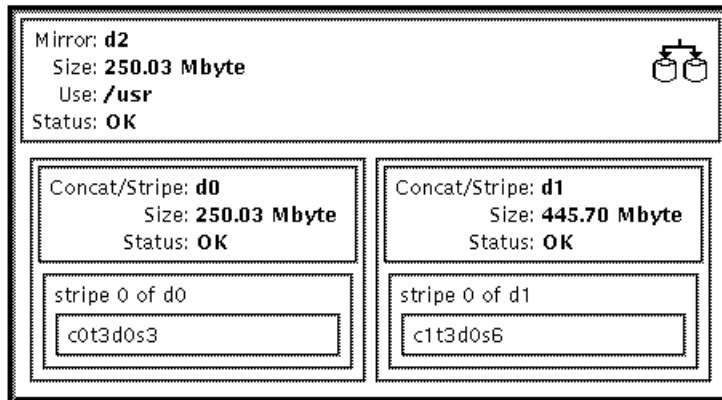 Mirror: d2
Size: 250.03 Mbyte
Use: /usr
Status: OK
Concat/Stripe: d0
Size: 250.03 Mbyte
Status: OK
stripe 0 of d0
c0t3d0s3
Concat/Stripe: d1
Size: 445.70 Mbyte
Status: OK
stripe 0 of d1
c1t3d0s6